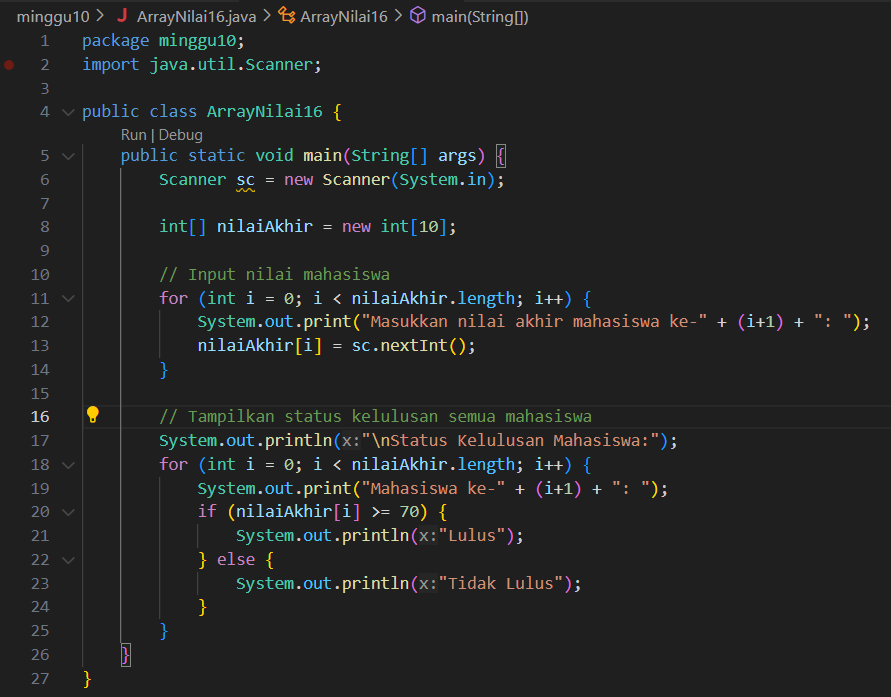 minggu10 > J ArrayNilai16.java > ArrayNilai16 > main(String[])
1 package minggu10;
2 import java.util.Scanner;
3
4 public class ArrayNilai16 {
Run | Debug
5 public static void main(String[] args) {
6 Scanner sc = new Scanner(System.in);
7
8 int[] nilaiAkhir = new int[10];
9
10 // Input nilai mahasiswa
11 for (int i = 0; i < nilaiAkhir.length; i++) {
12 System.out.print("Masukkan nilai akhir mahasiswa ke-" + (i+1) + ": ");
13 nilaiAkhir[i] = sc.nextInt();
14 }
15
16 // Tampilkan status kelulusan semua mahasiswa
17 System.out.println(x:"\nStatus Kelulusan Mahasiswa:");
18 for (int i = 0; i < nilaiAkhir.length; i++) {
19 System.out.print("Mahasiswa ke-" + (i+1) + ": ");
20 if (nilaiAkhir[i] >= 70) {
21 System.out.println(x:"Lulus");
22 } else {
23 System.out.println(x:"Tidak Lulus");
24 }
25 }
26 }
27 }